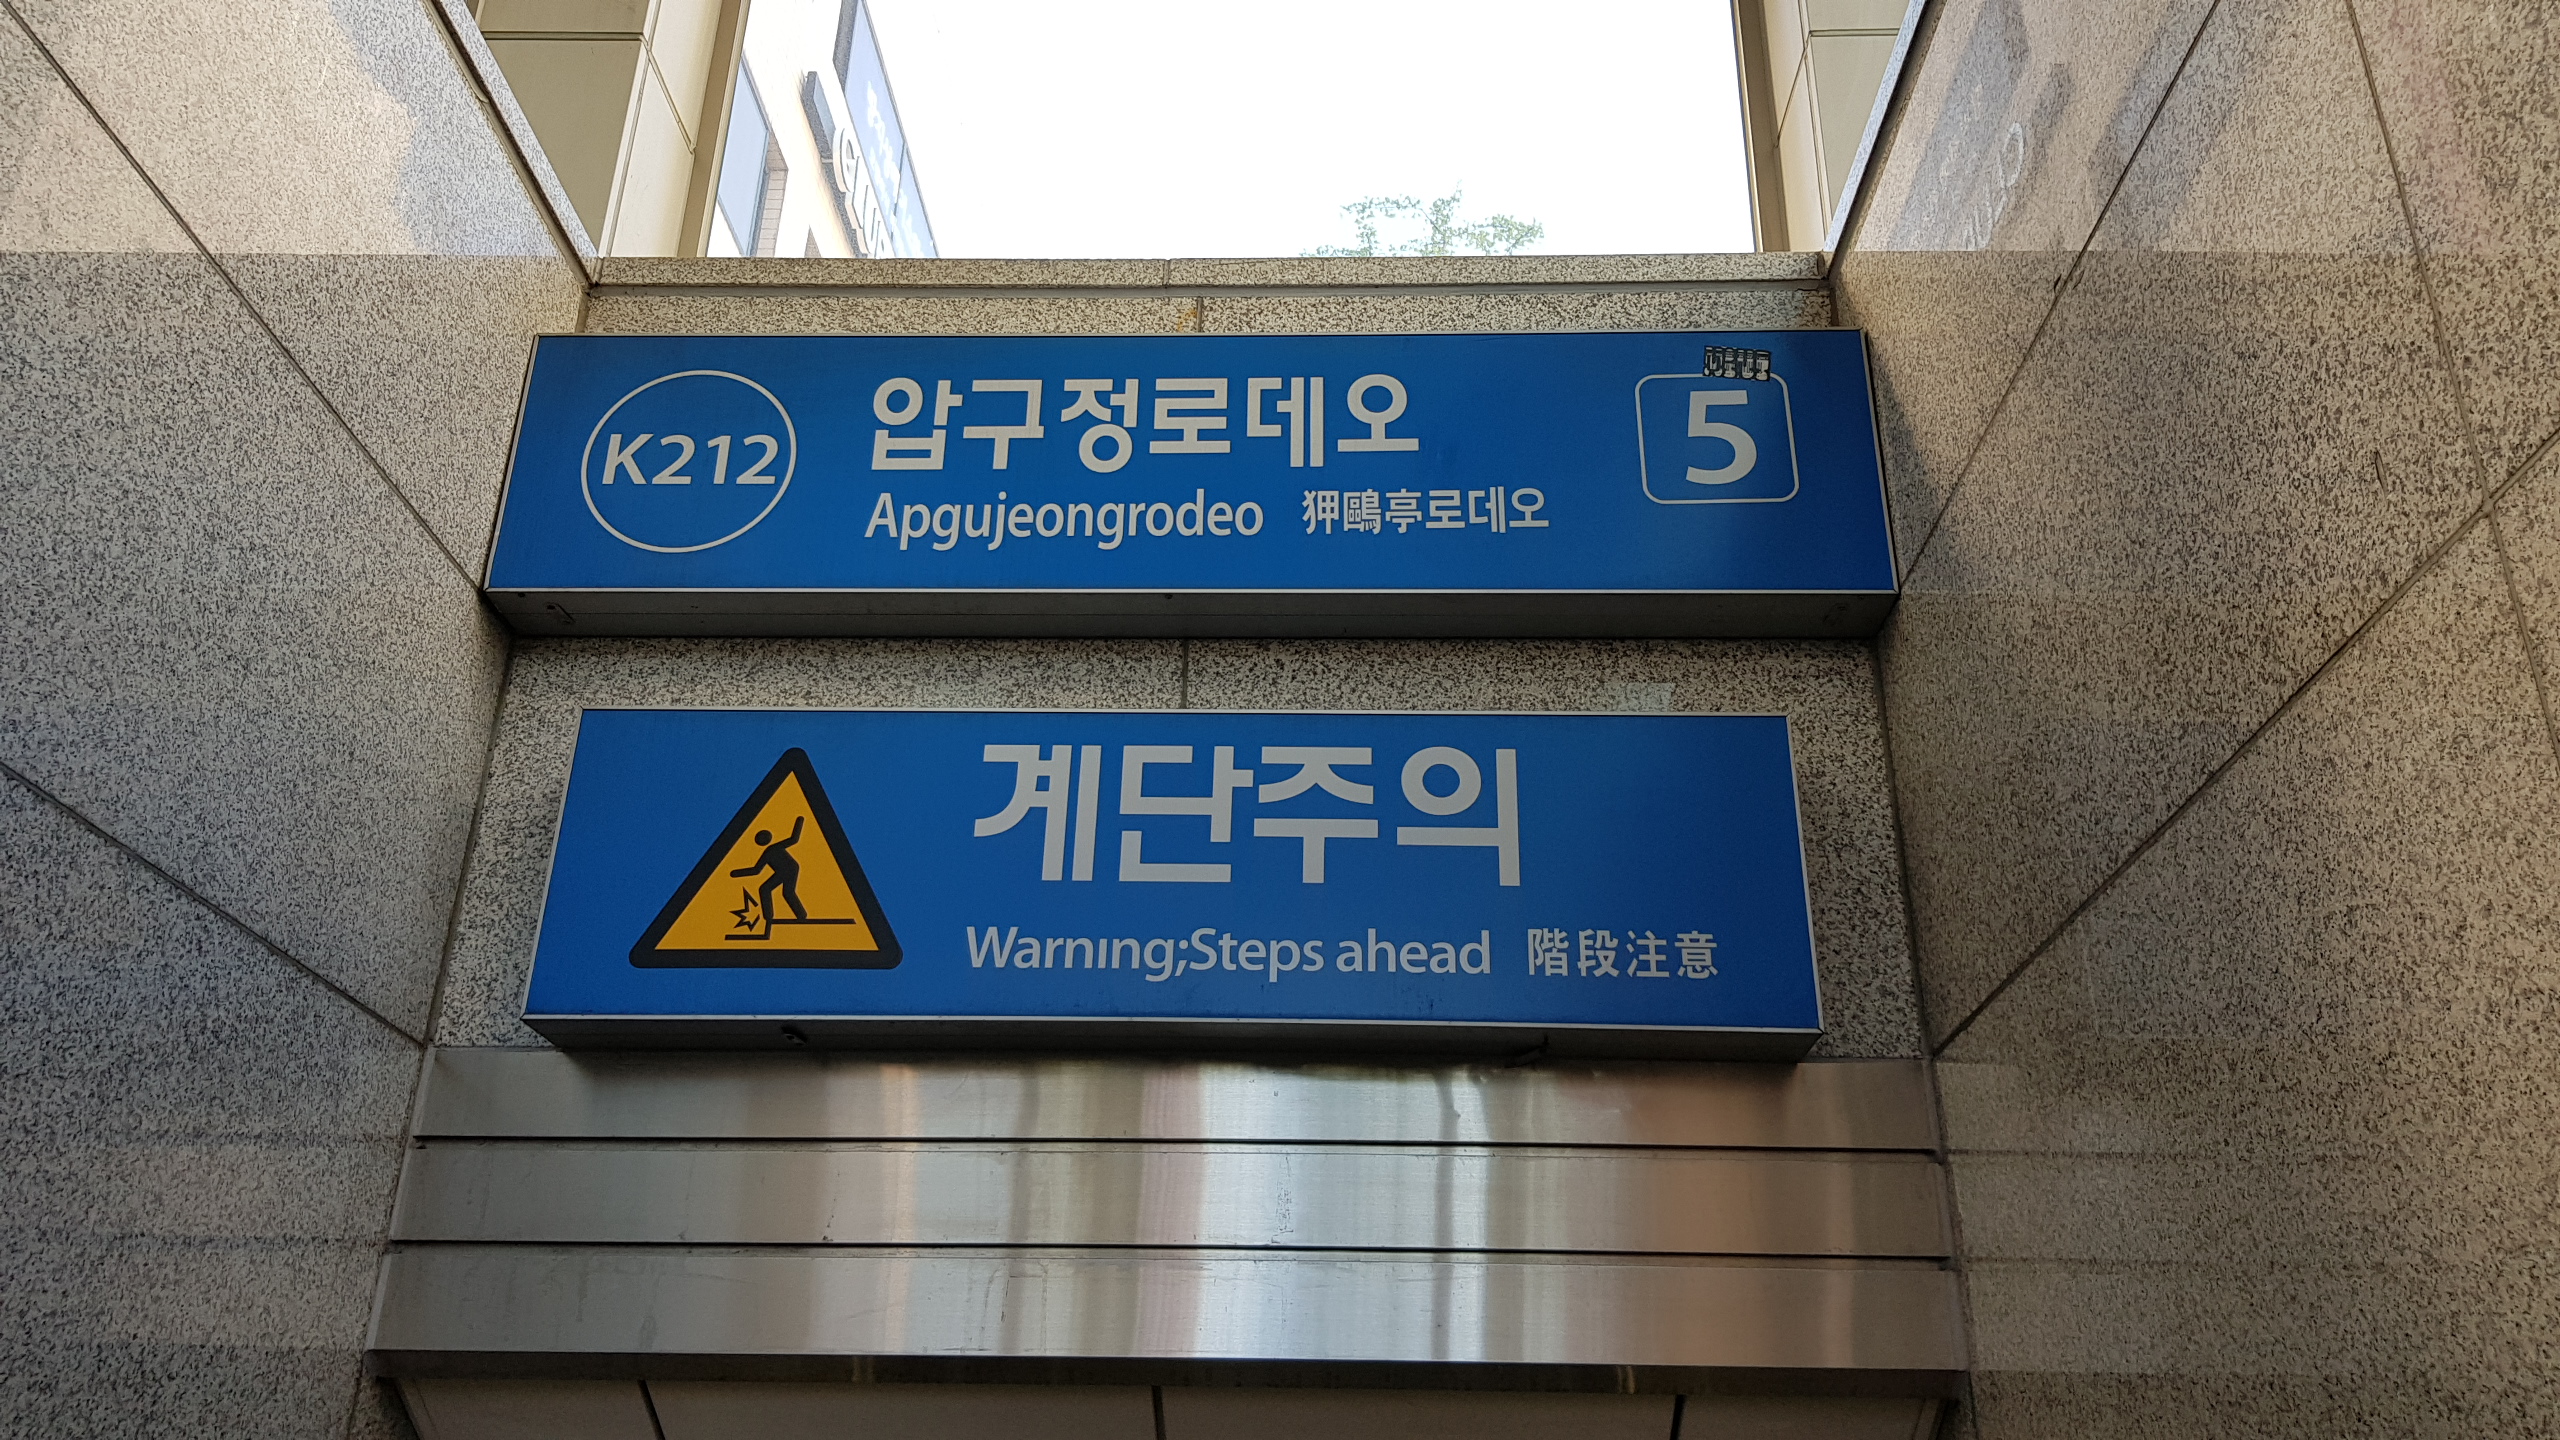 K212
압구정로데오
Apgujeongrodeo 狎鷗亭로데오
5
계단주의
Warning;Steps ahead 階段注意